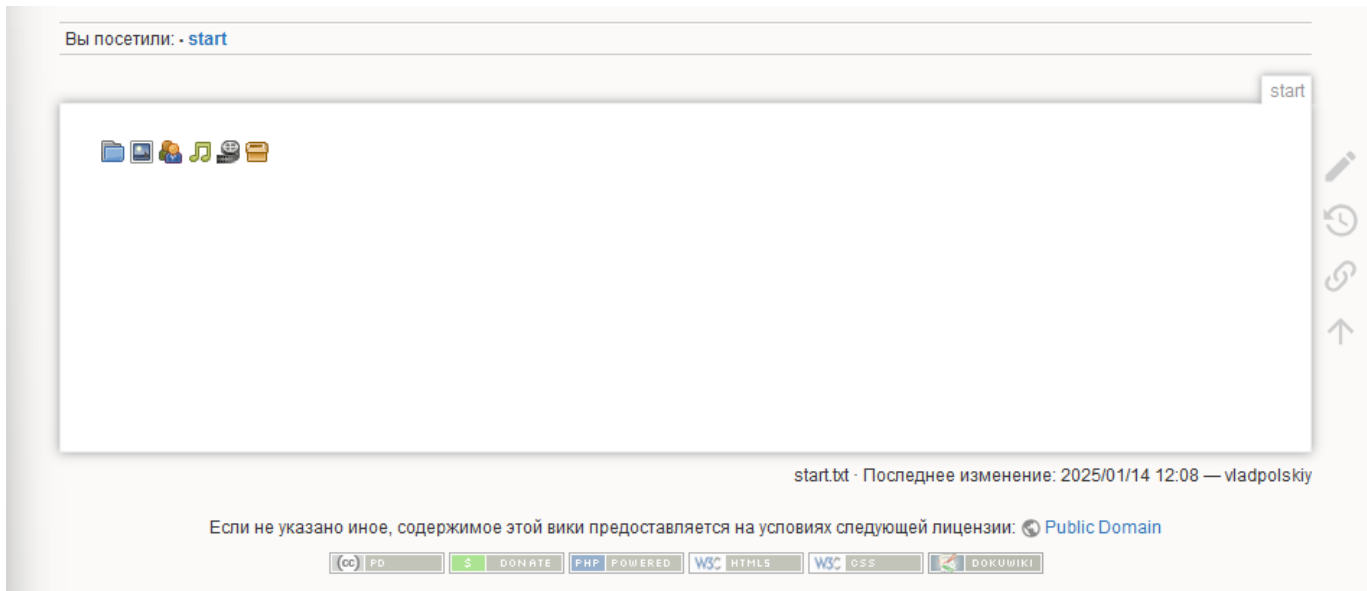 Вы посетили: • start
start
start.txt · Последнее изменение: 2025/01/14 12:08 — vladpolskiy
Если не указано иное, содержимое этой вики предоставляется на условиях следующей лицензии: Public Domain
(cc) PD $ DONATE PHP POWERED W3C HTML5 W3C CSS DOKUWIKI